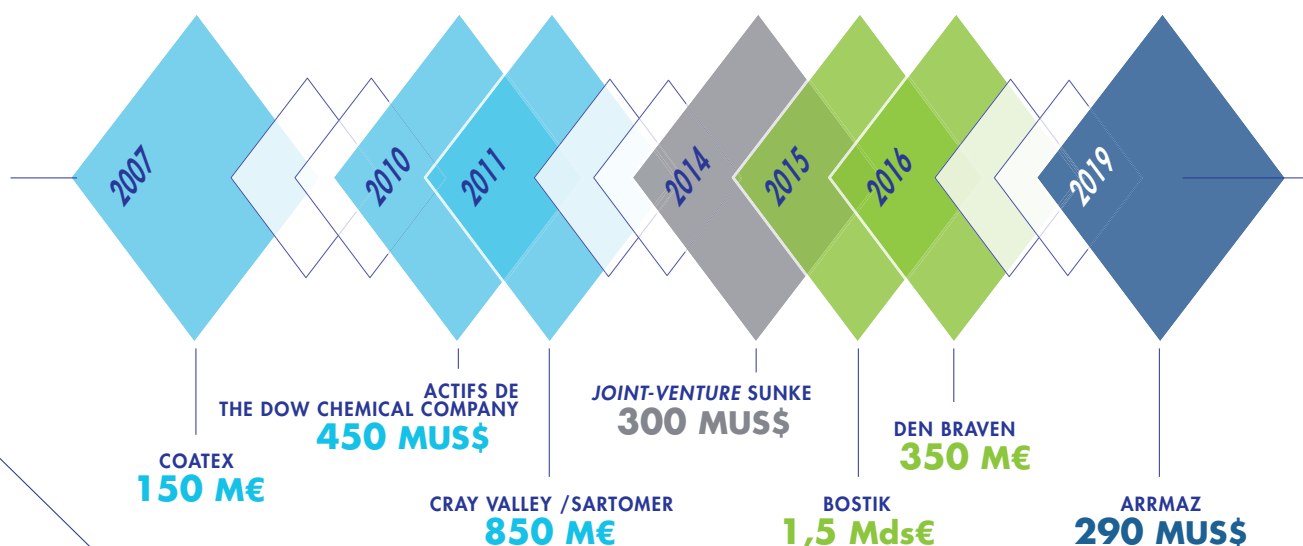 2007
2010
2011
2014
2015
2016
2019
COATEX
150 M€
ACTIFS DE
THE DOW CHEMICAL COMPANY
450 MUS$
CRAY VALLEY /SARTOMER
850 M€
JOINT-VENTURE SUNKE
300 MUS$
BOSTIK
1,5 Mds€
DEN BRAVEN
350 M€
ARRMAZ
290 MUS$